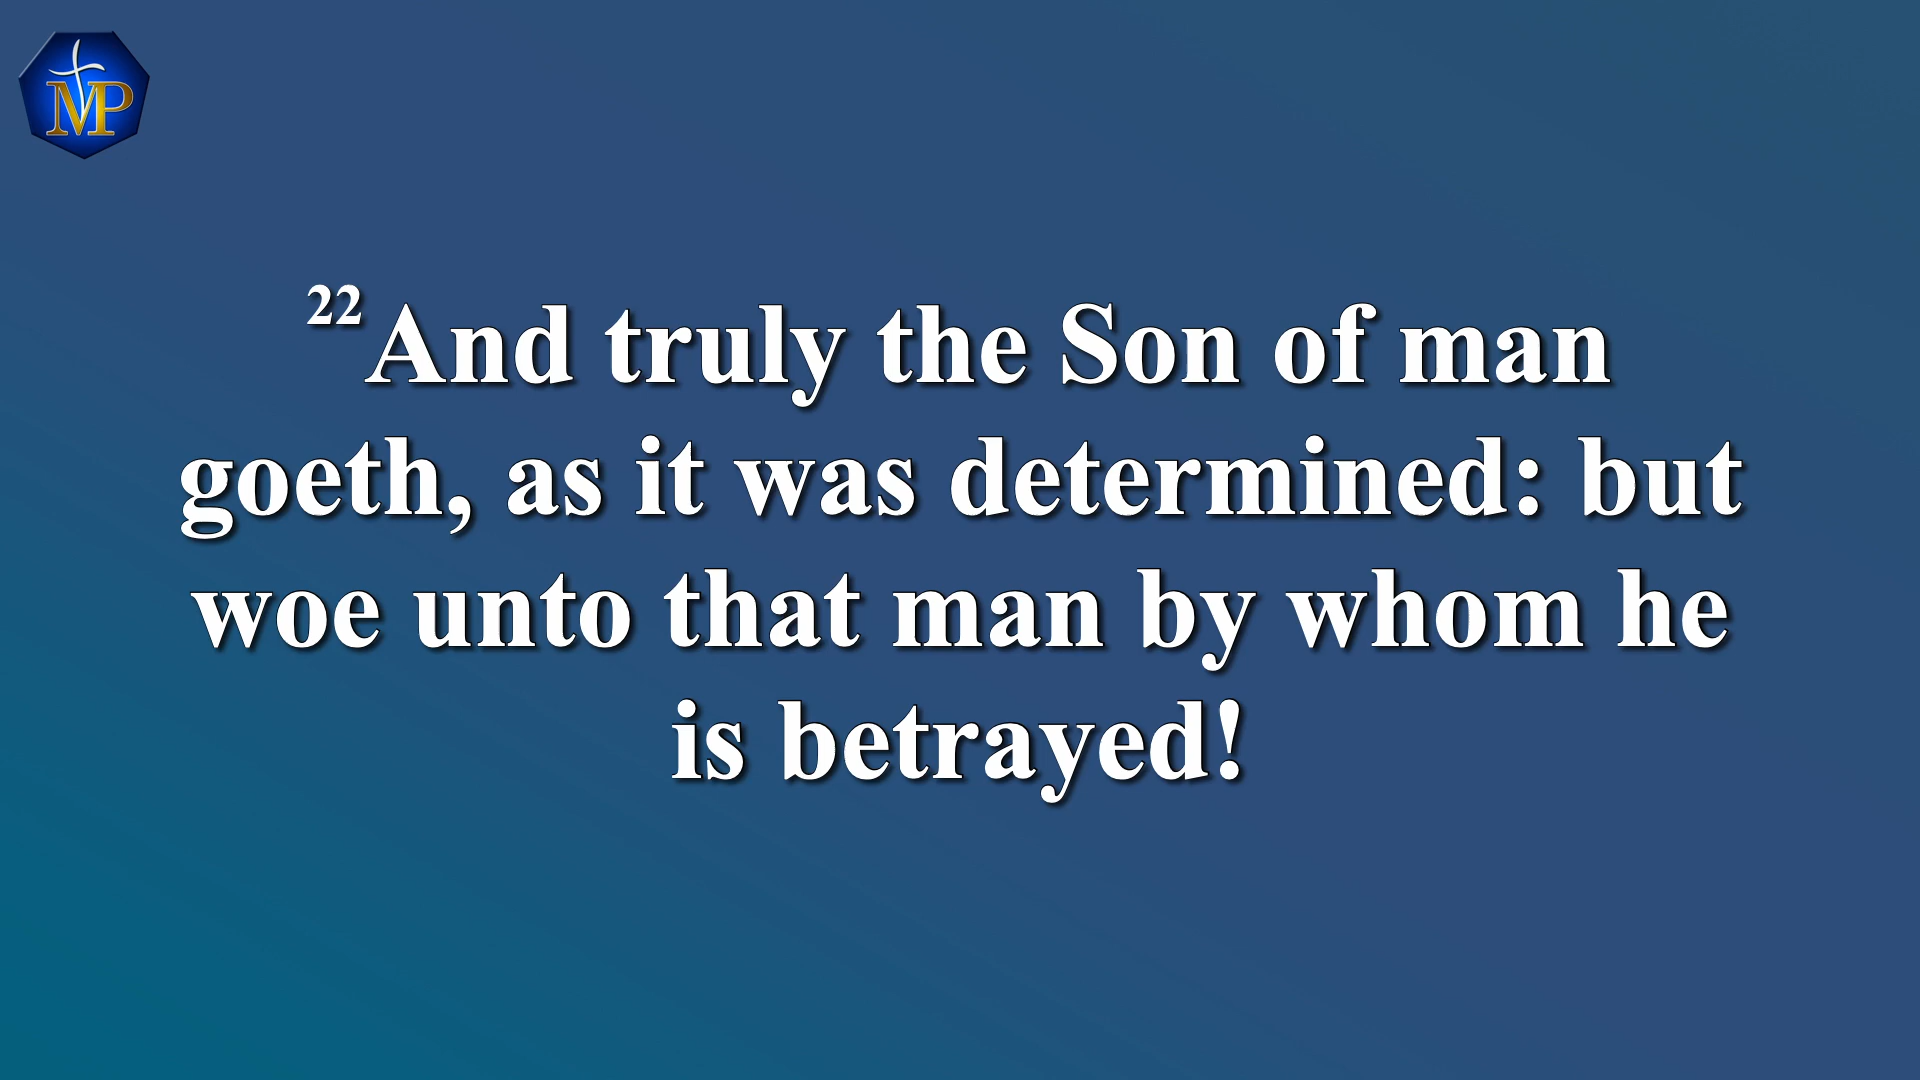 MP
22And truly the Son of man
goeth, as it was determined: but
woe unto that man by whom he
is betrayed!